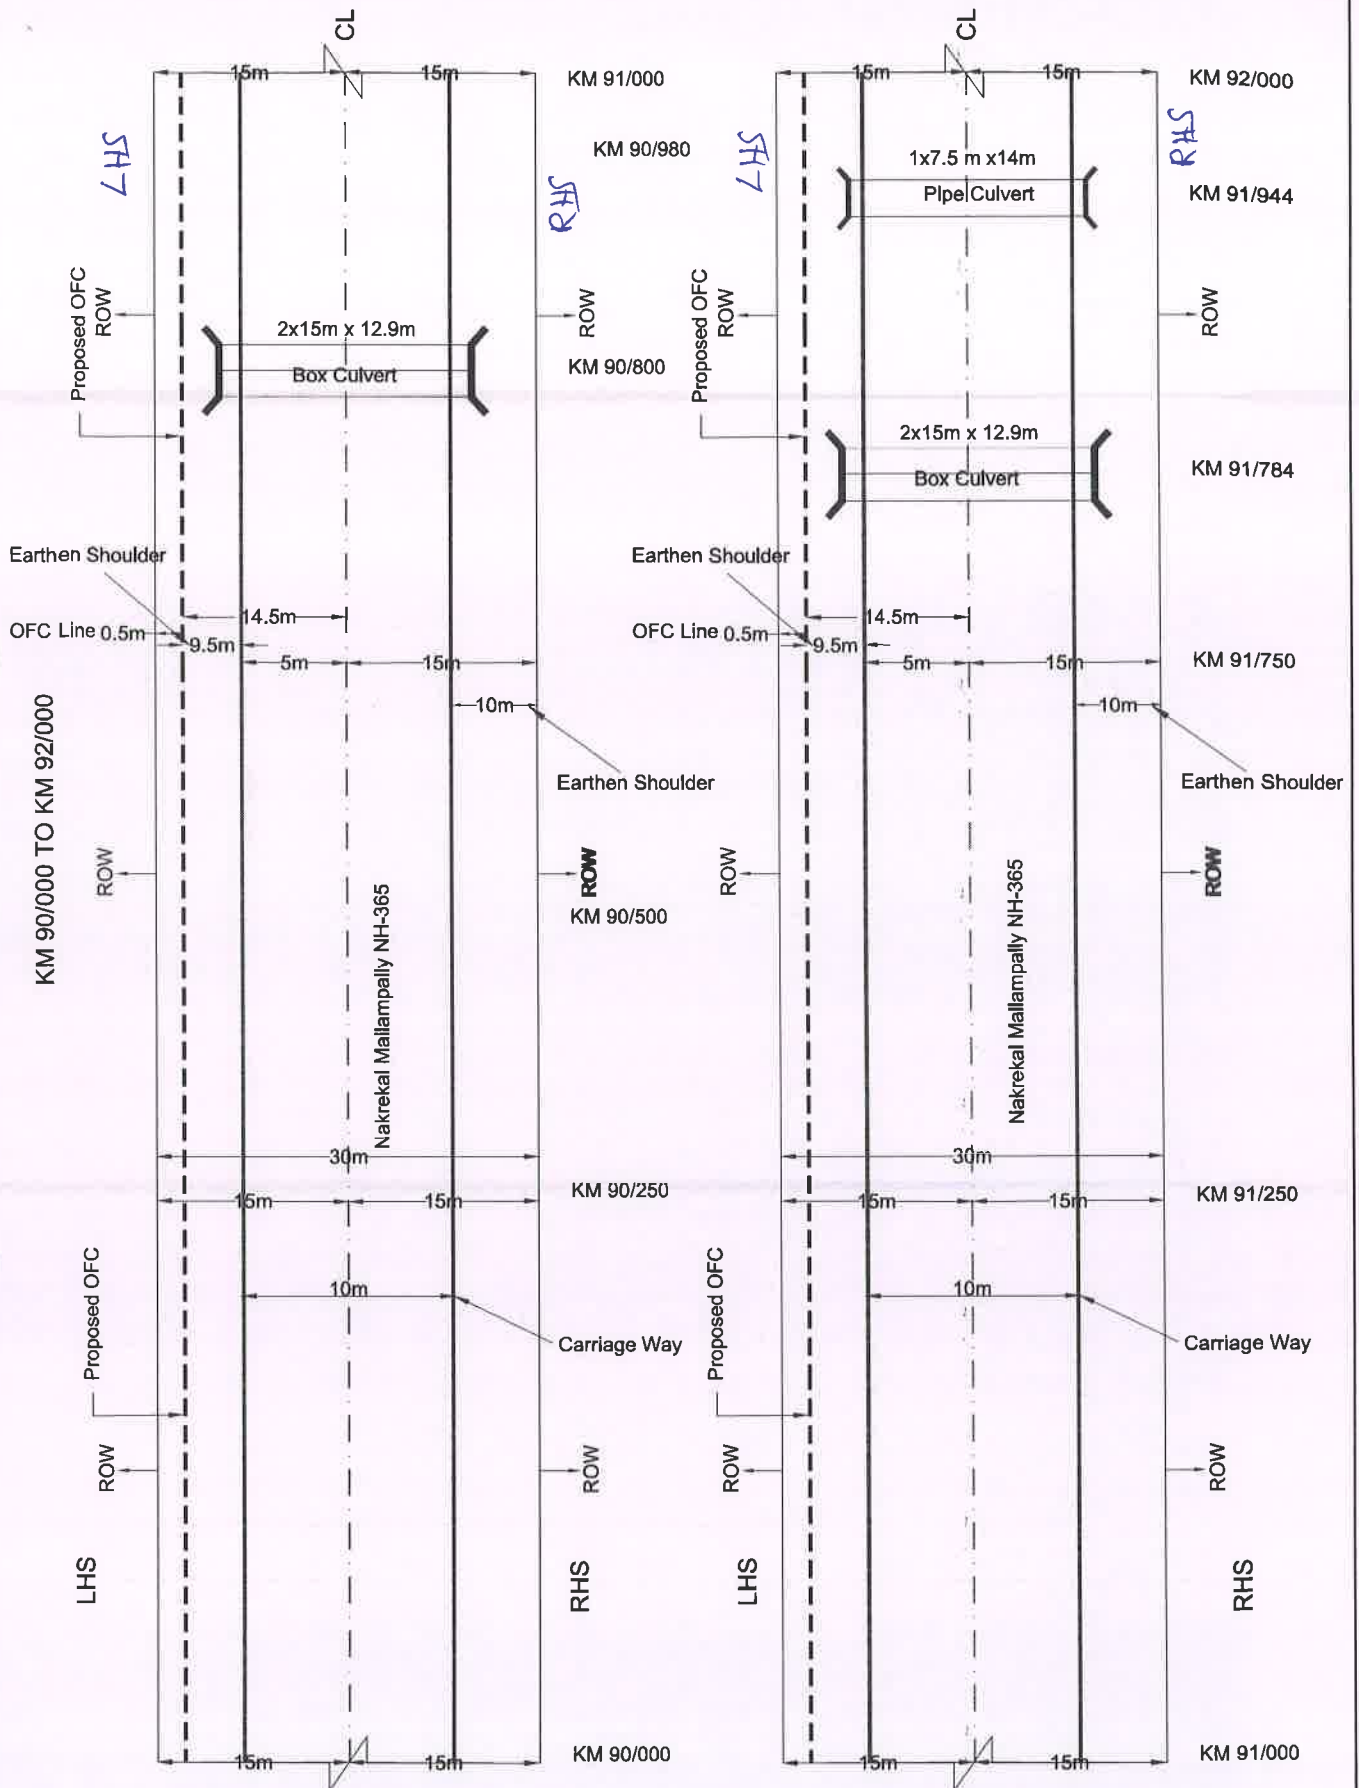 KM 90/000 TO KM 92/000
CL
15m
15m
KM 91/000
LHS
KM 90/980
RHS
Proposed OFC
ROW
ROW
2x15m x 12.9m
Box Culvert
KM 90/800
Earthen Shoulder
14.5m
OFC Line 0.5m
9.5m
5m
15m
10m
Earthen Shoulder
ROW
ROW
KM 90/500
Nakrekal Mallampally NH-365
30m
KM 90/250
15m
15m
Proposed OFC
10m
Carriage Way
ROW
ROW
LHS
RHS
KM 90/000
15m
15m
CL
15m
15m
KM 92/000
LHS
RHS
1x7.5 m x14m
Pipe Culvert
KM 91/944
Proposed OFC
ROW
ROW
2x15m x 12.9m
Box Culvert
KM 91/784
Earthen Shoulder
14.5m
OFC Line 0.5m
9.5m
5m
15m
KM 91/750
10m
Earthen Shoulder
ROW
ROW
Nakrekal Mallampally NH-365
30m
KM 91/250
15m
15m
Proposed OFC
10m
Carriage Way
ROW
ROW
LHS
RHS
KM 91/000
15m
15m